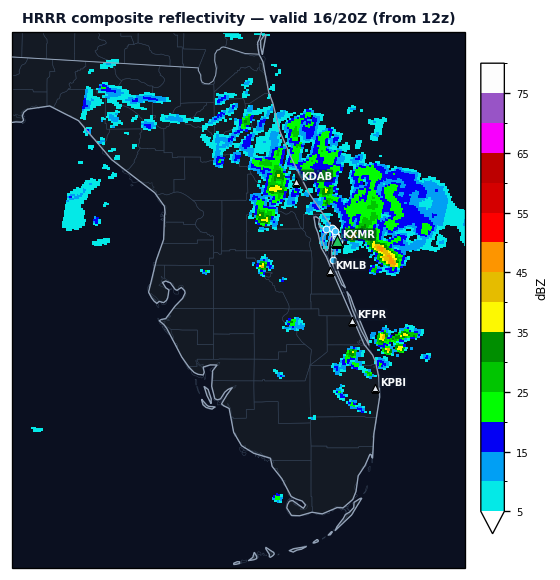 HRRR composite reflectivity — valid 16/20Z (from 12z)
75
65
55
45
35
25
15
5
dBZ
KDAB
KXMR
KMLB
KFPR
KPBI